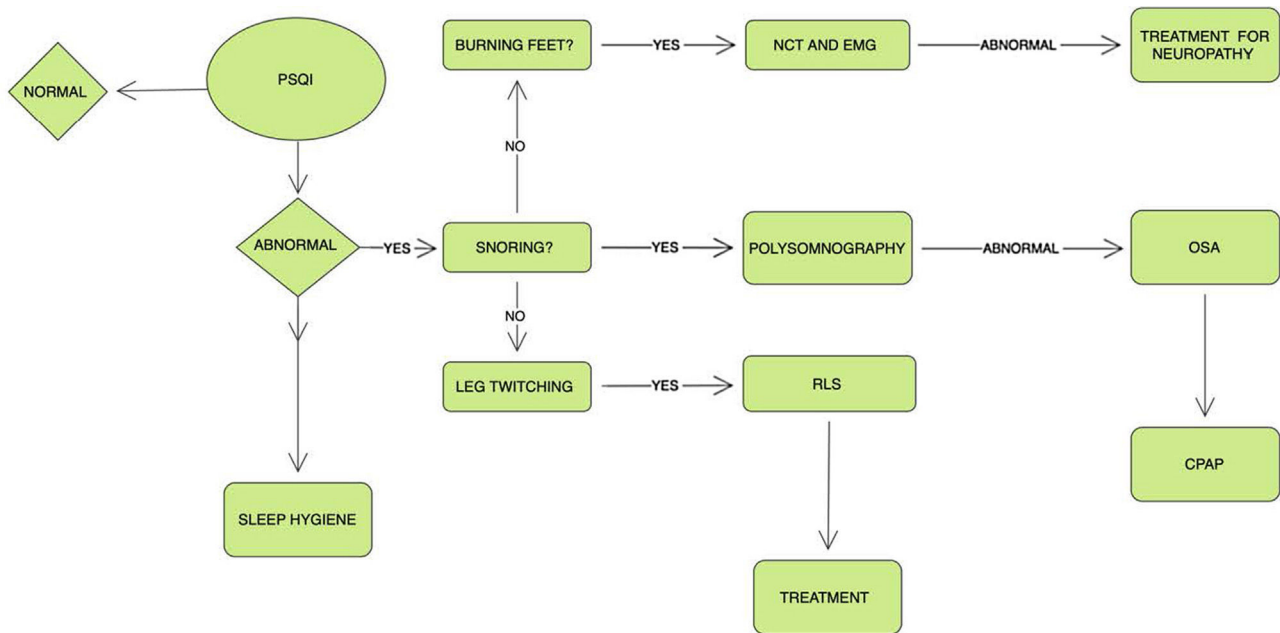 BURNING FEET?
YES
NCT AND EMG
ABNORMAL
TREATMENT FOR
NEUROPATHY
NORMAL
PSQI
NO
ABNORMAL
YES
SNORING?
YES
POLYSOMNOGRAPHY
ABNORMAL
OSA
NO
LEG TWITCHING
YES
RLS
CPAP
SLEEP HYGIENE
TREATMENT